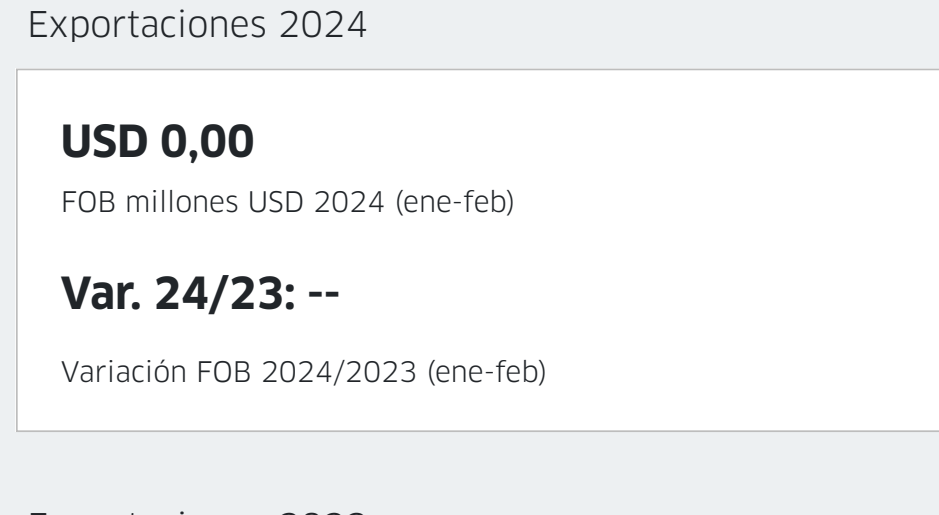 Exportaciones 2024
USD 0,00
FOB millones USD 2024 (ene-feb)
Var. 24/23: --
Variación FOB 2024/2023 (ene-feb)